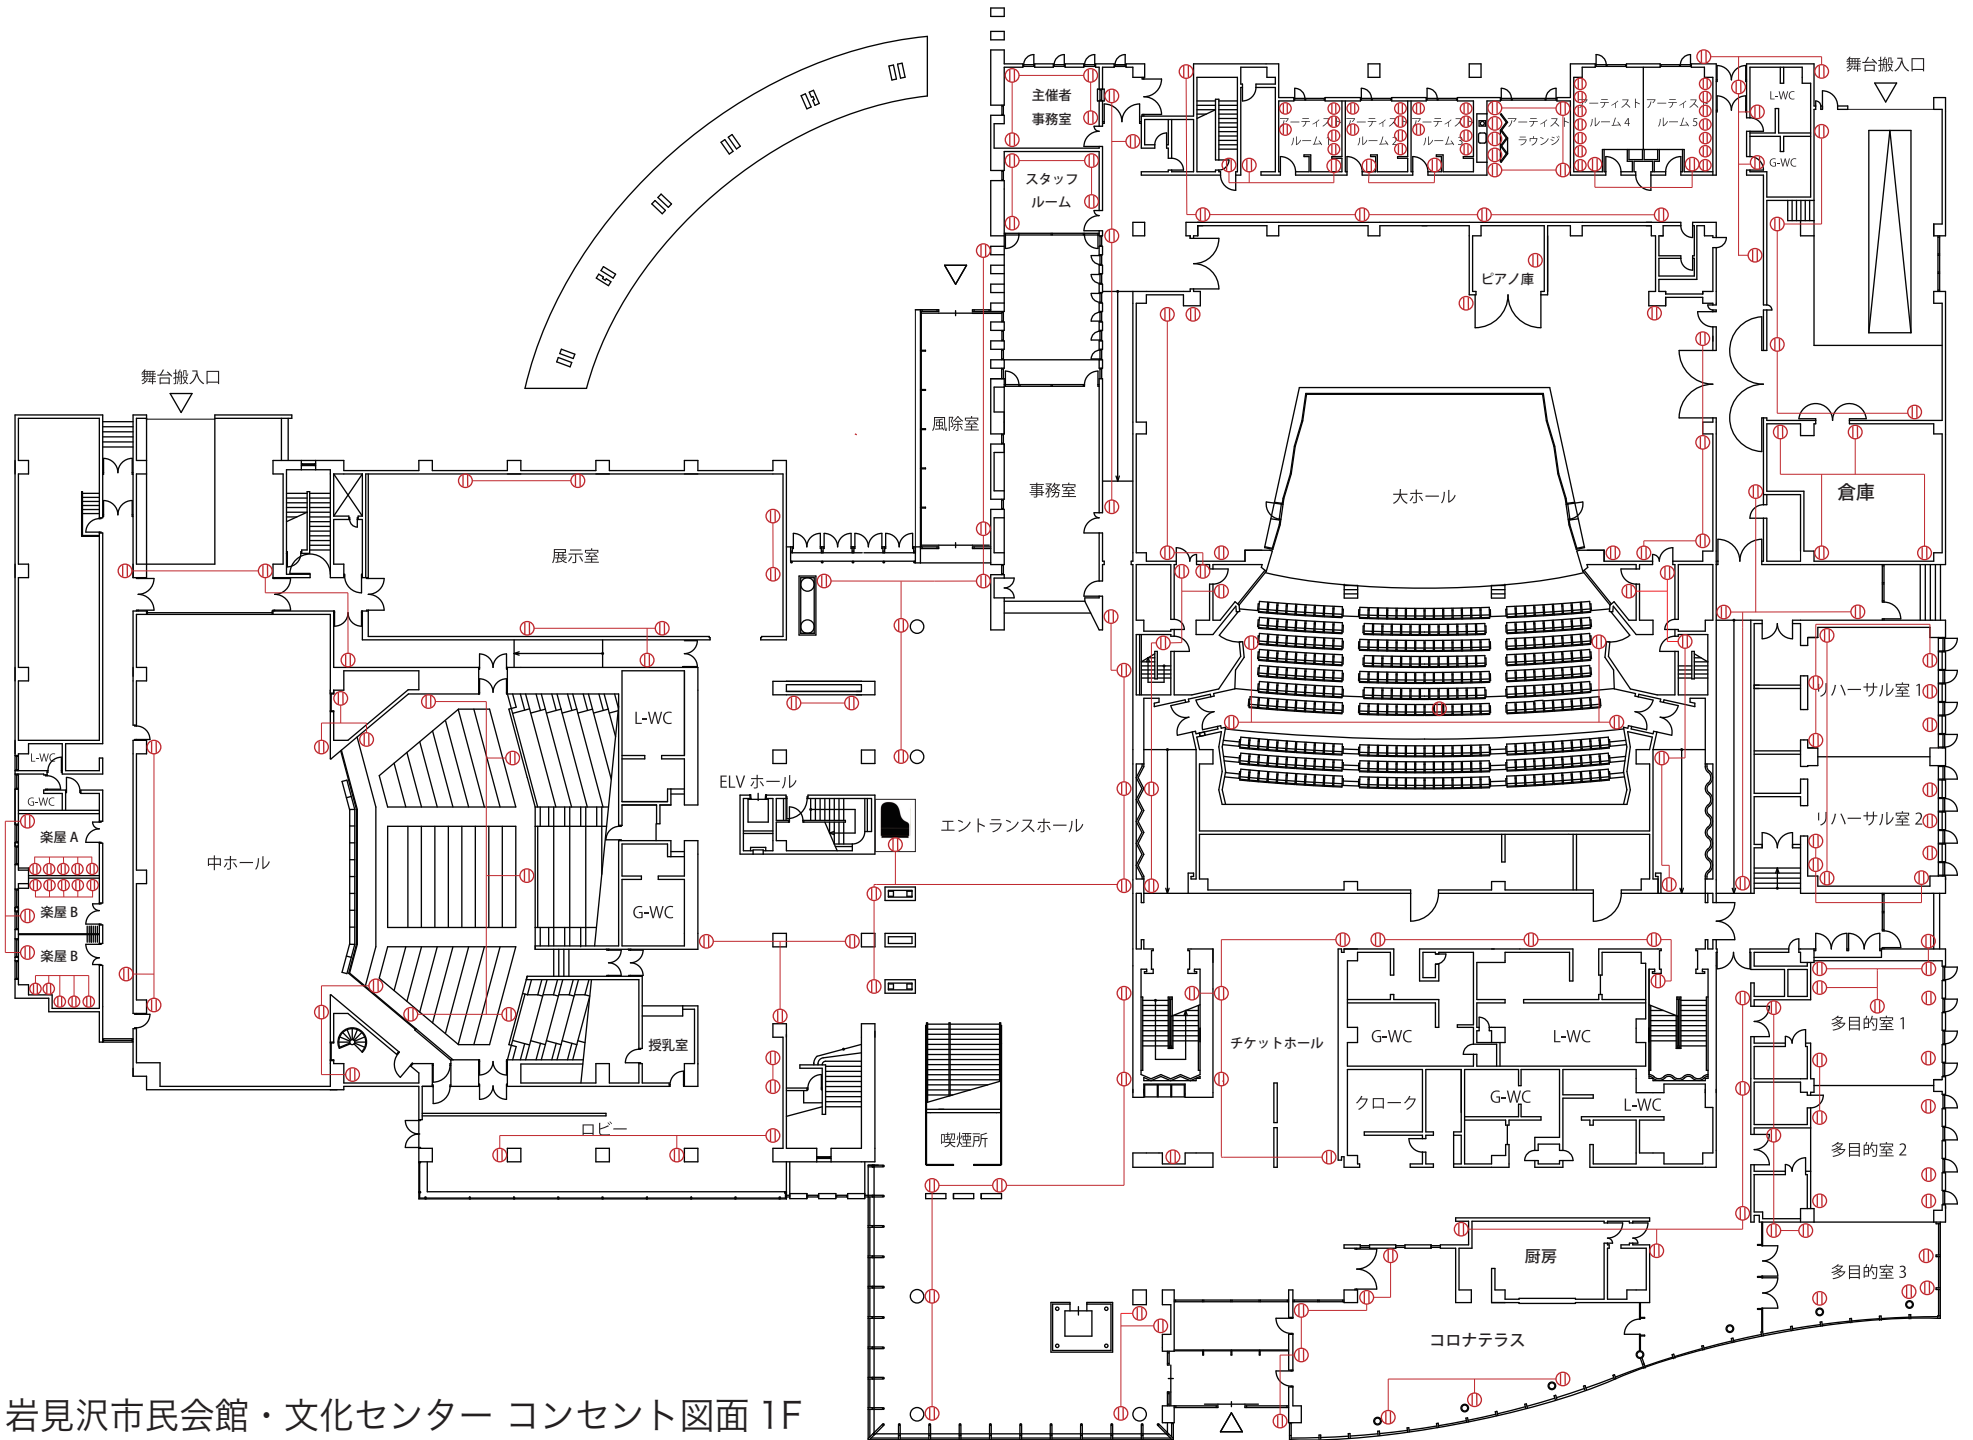 舞台搬入口
L-WC
G-WC
主催者
事務室
スタッフ
ルーム
アーティスト
ルーム 1
アーティスト
ルーム 2
アーティスト
ルーム 3
アーティスト
ラウンジ
アーティスト
ルーム 4
アーティスト
ルーム 5
ピアノ庫
舞台搬入口
風除室
事務室
大ホール
倉庫
展示室
リハーサル室 1
リハーサル室 2
L-WC
G-WC
楽屋 A
楽屋 B
楽屋 B
中ホール
L-WC
G-WC
ELV ホール
エントランスホール
授乳室
ロビー
喫煙所
チケットホール
G-WC
L-WC
クローク
G-WC
L-WC
多目的室 1
多目的室 2
多目的室 3
厨房
コロナテラス
岩見沢市民会館・文化センター コンセント図面 1F